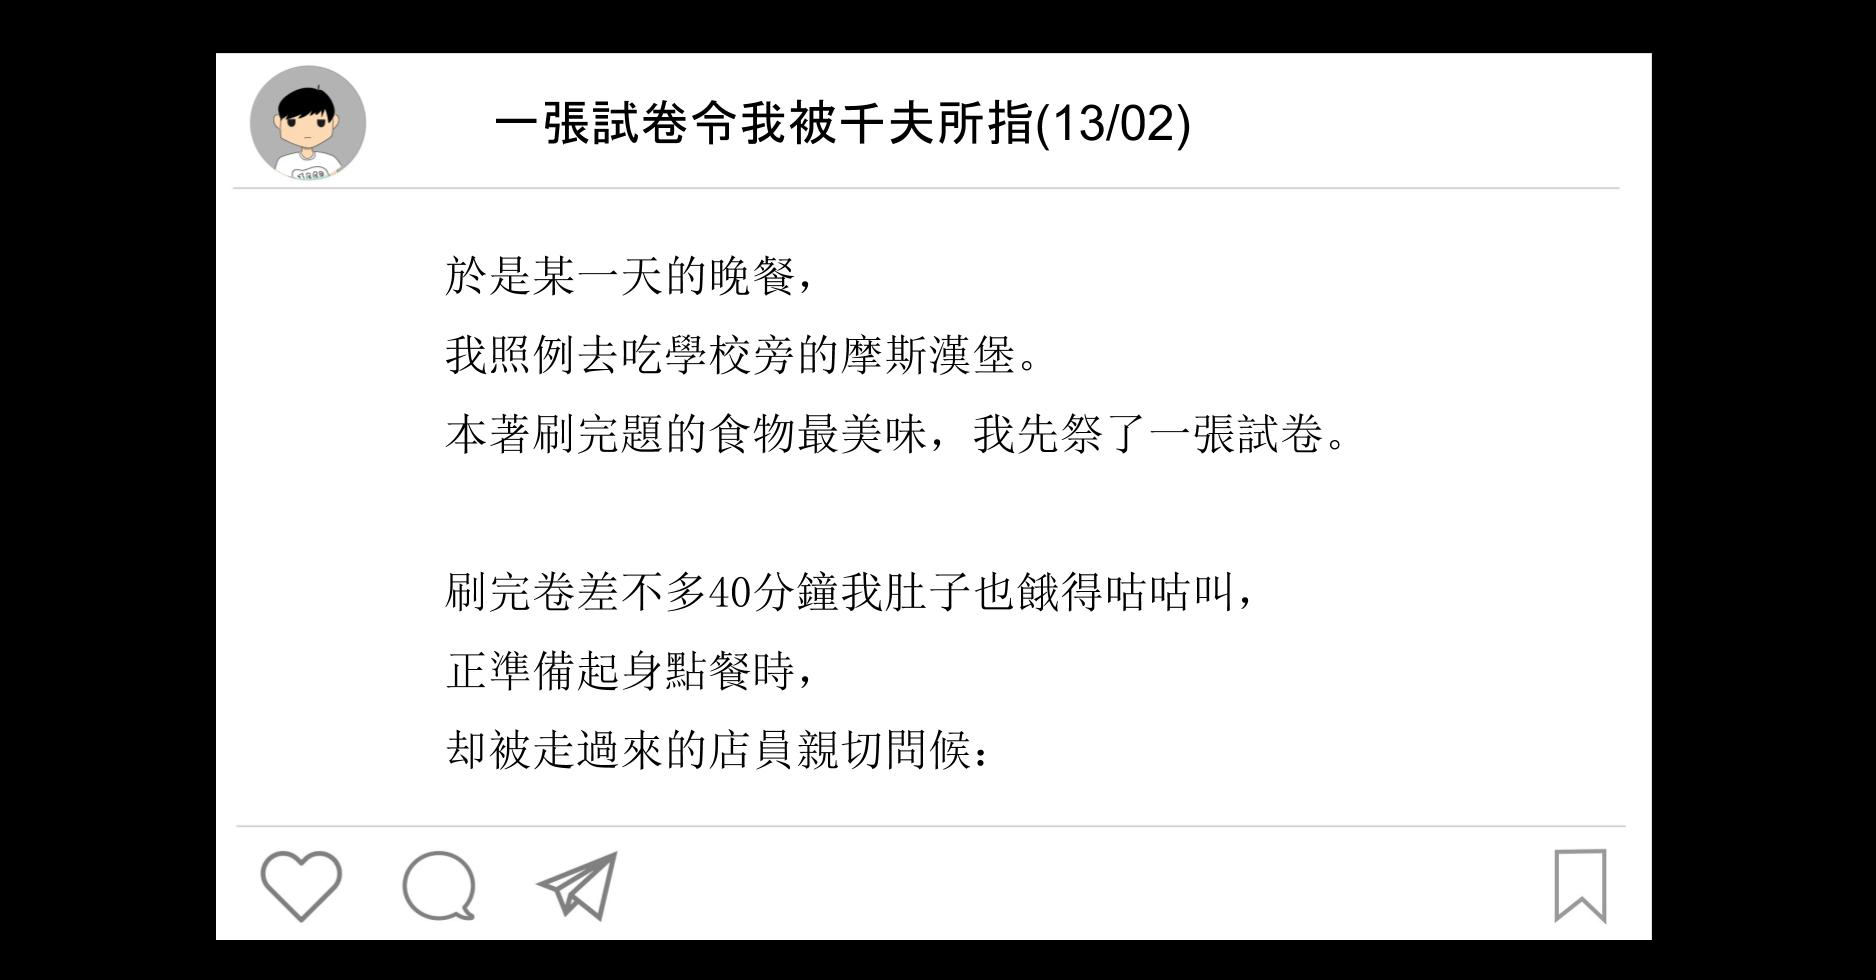 一張試卷令我被千夫所指(13/02)
於是某一天的晚餐，
我照例去吃學校旁的摩斯漢堡。
本著刷完題的食物最美味，我先祭了一張試卷。
刷完卷差不多40分鐘我肚子也餓得咕咕叫，
正準備起身點餐時，
却被走過來的店員親切問候：